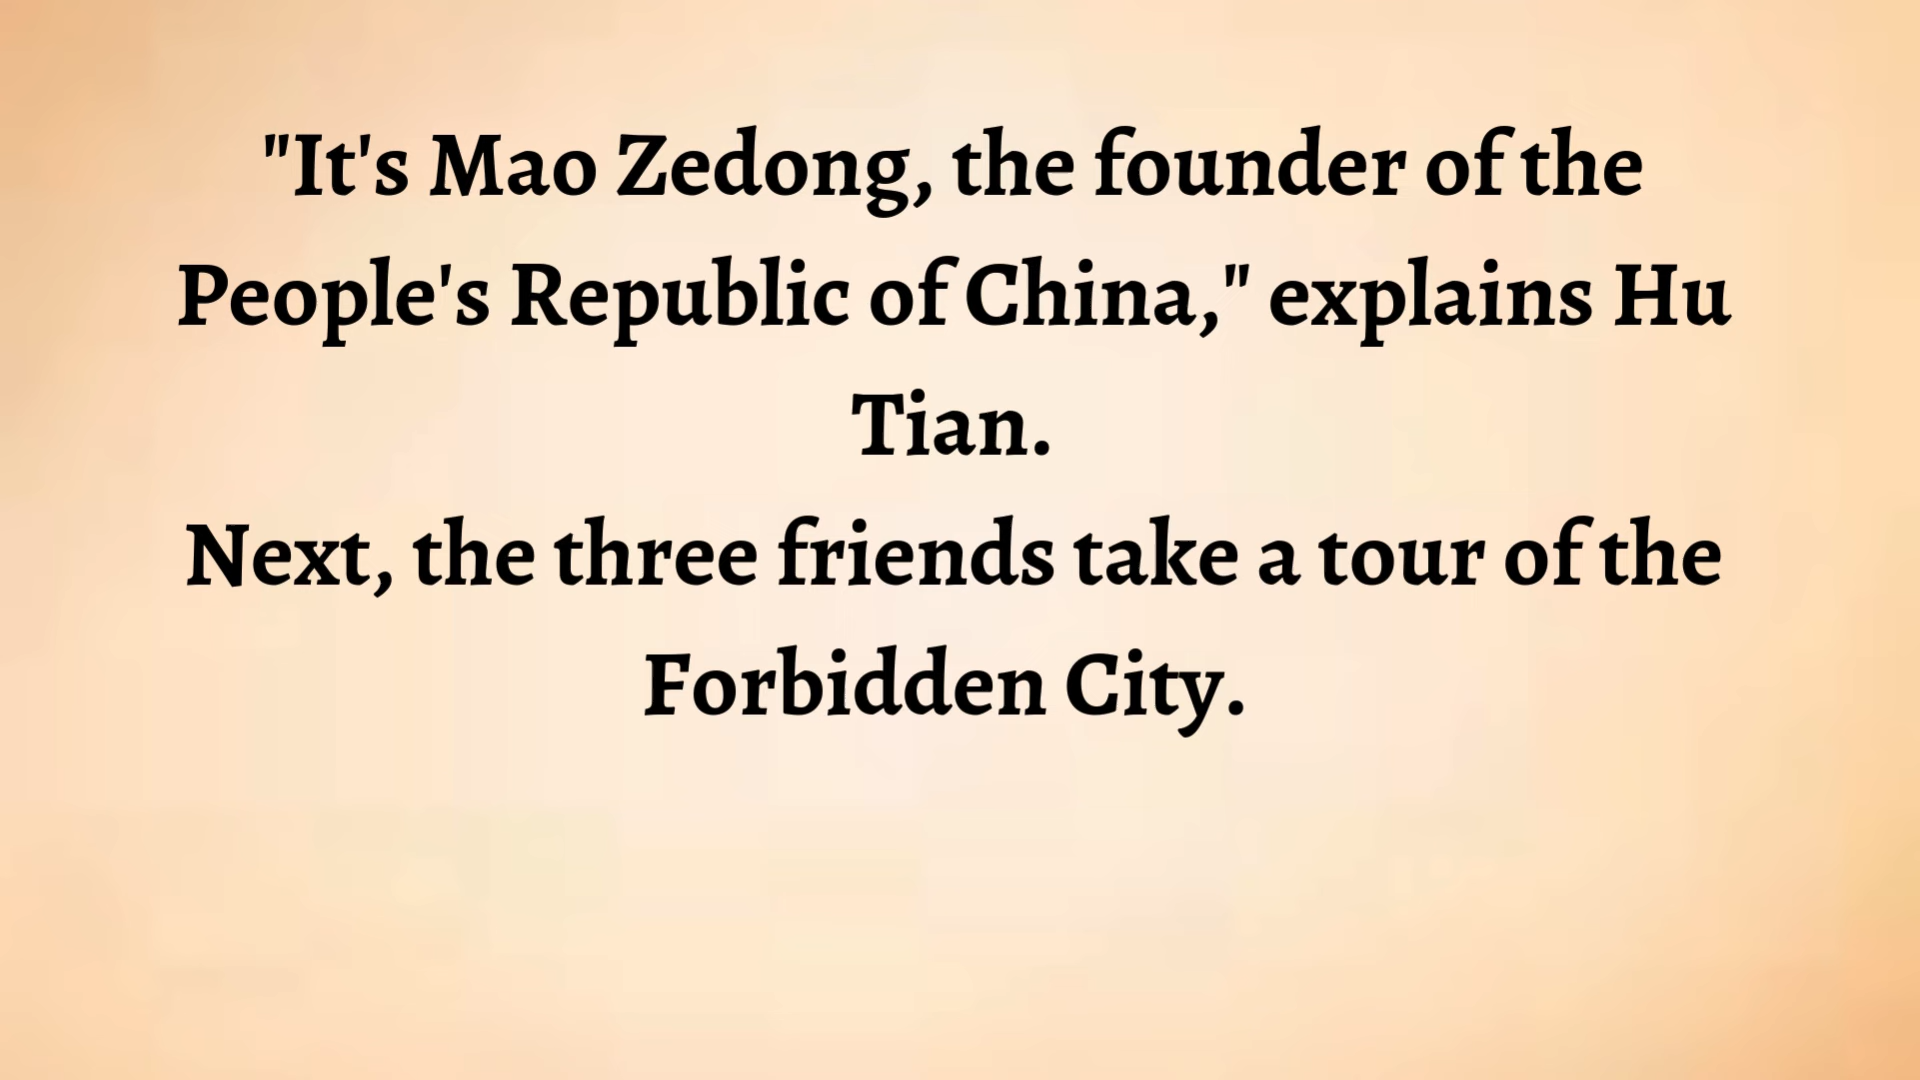 "It's Mao Zedong, the founder of the
People's Republic of China," explains Hu
Tian.
Next, the three friends take a tour of the
Forbidden City.